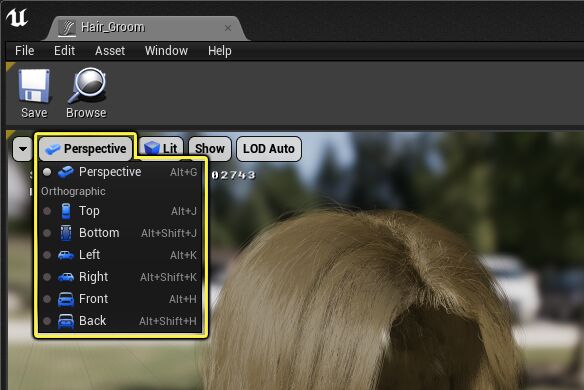 Hair_Groom
File Edit Asset Window Help
Save Browse
Perspective Lit Show LOD Auto
Perspective Alt+G
02743
Orthographic
Top Alt+J
Bottom Alt+Shift+J
Left Alt+K
Right Alt+Shift+K
Front Alt+H
Back Alt+Shift+H